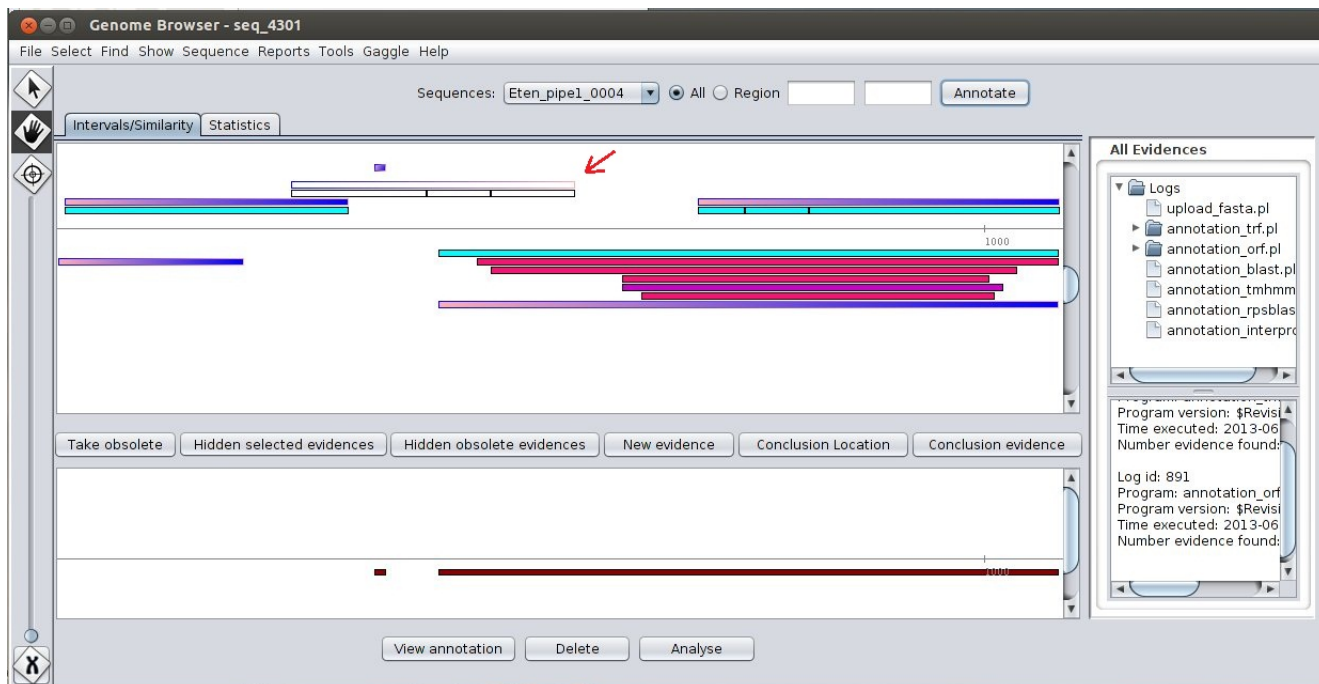 Genome Browser - seq_4301
File Select Find Show Sequence Reports Tools Gaggle Help
Sequences: Eten_pipe1_0004 All Region Annotate
Intervals/Similarity Statistics
1000
All Evidences
Logs
upload_fasta.pl
annotation_trf.pl
annotation_orf.pl
annotation_blast.pl
annotation_tmhmm
annotation_rpsblas
annotation_interpro
Take obsolete Hidden selected evidences Hidden obsolete evidences New evidence Conclusion Location Conclusion evidence
1000
Program version: $Revisi
Time executed: 2013-06
Number evidence found:
Log id: 891
Program: annotation_orf
Program version: $Revisi
Time executed: 2013-06
Number evidence found:
View annotation Delete Analyse